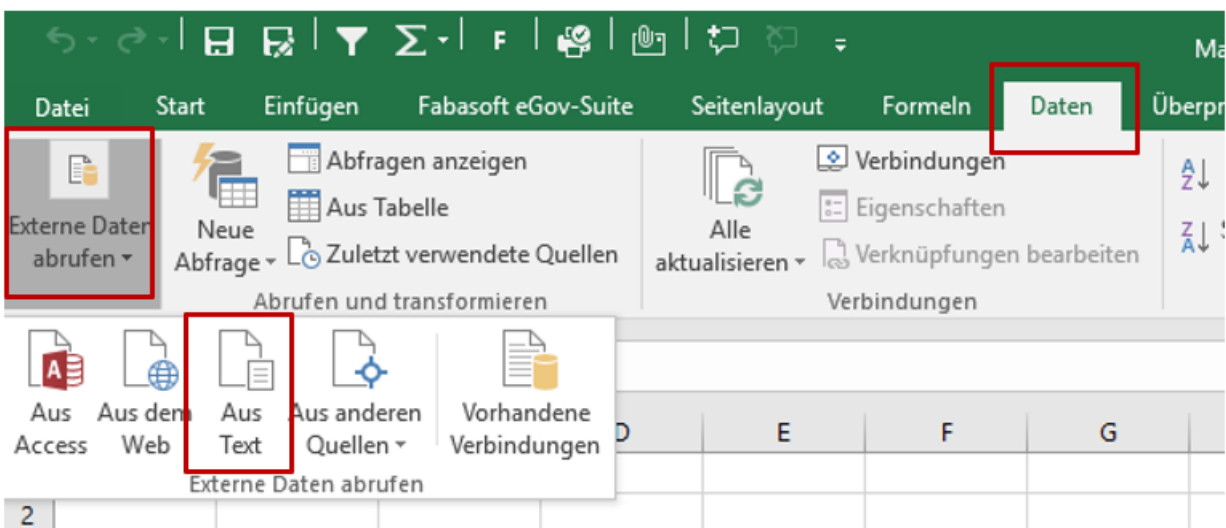 F
Ma
Datei Start Einfügen Fabasoft eGov-Suite Seitenlayout Formeln Daten Überpr
Externe Daten abrufen
Neue Abfrage
Abfragen anzeigen
Aus Tabelle
Zuletzt verwendete Quellen
Abrufen und transformieren
Alle aktualisieren
Verbindungen
Eigenschaften
Verknüpfungen bearbeiten
Verbindungen
A
Z
Z
A
A
Aus Access
Aus dem Web
Aus Text
Aus anderen Quellen
Vorhandene Verbindungen
Externe Daten abrufen
D E F G
2